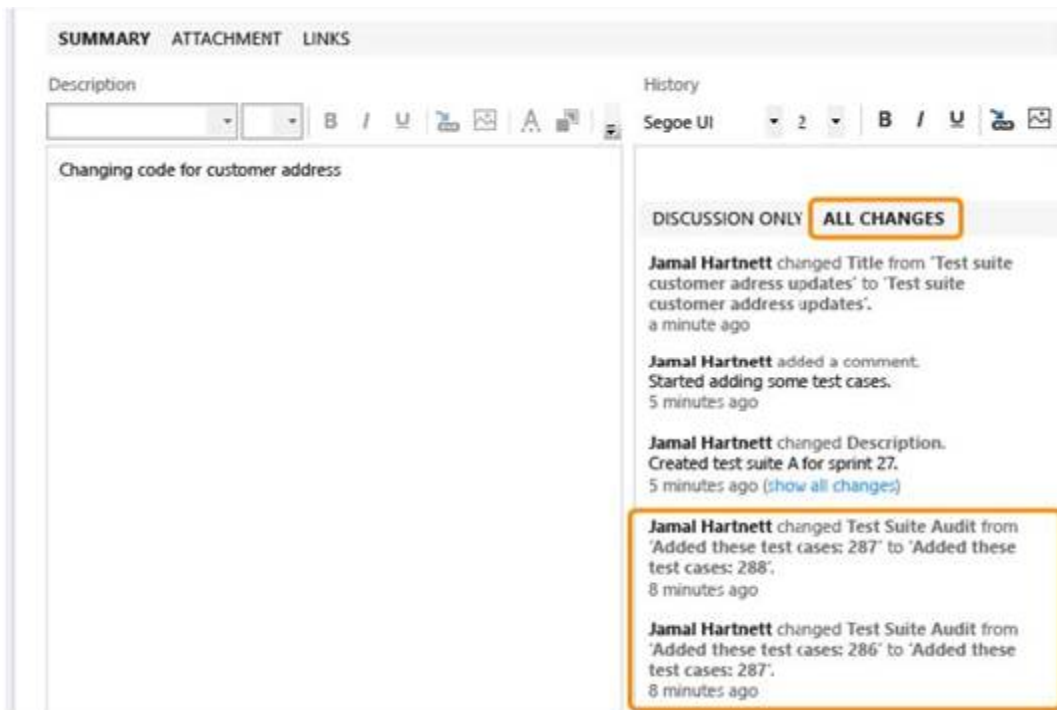 SUMMARY ATTACHMENT LINKS
Description
B I U A
Changing code for customer address
History
Segoe UI 2 B I U
DISCUSSION ONLY ALL CHANGES
Jamal Hartnett changed Title from 'Test suite
customer adress updates' to 'Test suite
customer address updates'.
a minute ago
Jamal Hartnett added a comment.
Started adding some test cases.
5 minutes ago
Jamal Hartnett changed Description.
Created test suite A for sprint 27.
5 minutes ago (show all changes)
Jamal Hartnett changed Test Suite Audit from
'Added these test cases: 287' to 'Added these
test cases: 288'.
8 minutes ago
Jamal Hartnett changed Test Suite Audit from
'Added these test cases: 286' to 'Added these
test cases: 287'.
8 minutes ago